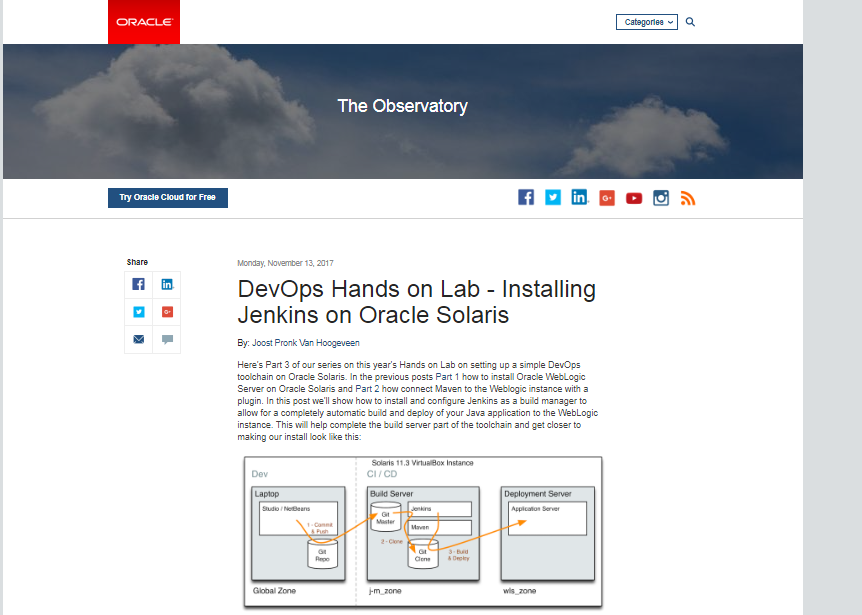 ORACLE
Categories
The Observatory
Try Oracle Cloud for Free
Share
Monday, November 13, 2017
DevOps Hands on Lab - Installing
Jenkins on Oracle Solaris
By: Joost Pronk Van Hoogeveen
Here's Part 3 of our series on this year's Hands on Lab on setting up a simple DevOps
toolchain on Oracle Solaris. In the previous posts Part 1 how to install Oracle WebLogic
Server on Oracle Solaris and Part 2 how connect Maven to the Weblogic instance with a
plugin. In this post we'll show how to install and configure Jenkins as a build manager to
allow for a completely automatic build and deploy of your Java application to the WebLogic
instance. This will help complete the build server part of the toolchain and get closer to
making our install look like this:
Solaris 11.3 VirtualBox Instance
Dev
CI / CD
Laptop
Studio / NetBeans
1 - Commit
& Push
Git
Repo
Global Zone
Build Server
Git
Master
Jenkins
Maven
2 - Clone
Git
Clone
3 - Build
& Deploy
j-m_zone
Deployment Server
Application Server
wls_zone